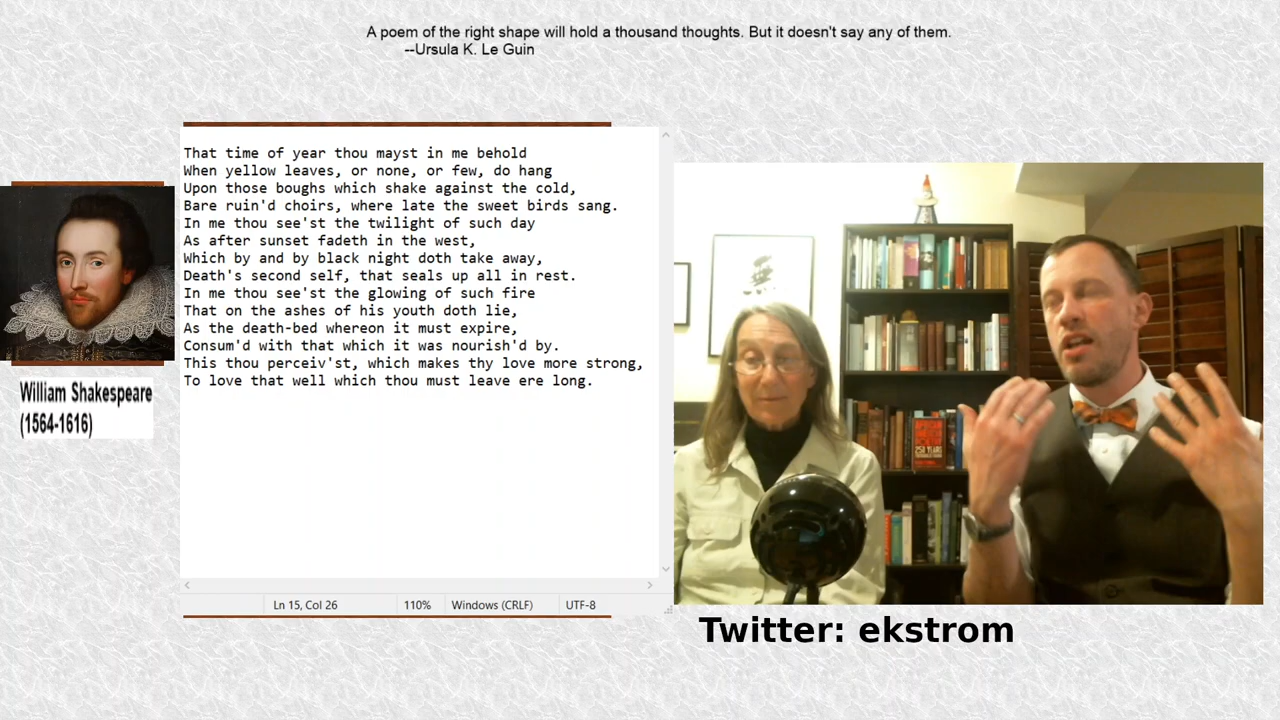 A poem of the right shape will hold a thousand thoughts. But it doesn't say any of them.
--Ursula K. Le Guin
That time of year thou mayst in me behold
When yellow leaves, or none, or few, do hang
Upon those boughs which shake against the cold,
Bare ruin'd choirs, where late the sweet birds sang.
In me thou see'st the twilight of such day
As after sunset fadeth in the west,
Which by and by black night doth take away,
Death's second self, that seals up all in rest.
In me thou see'st the glowing of such fire
That on the ashes of his youth doth lie,
As the death-bed whereon it must expire,
Consum'd with that which it was nourish'd by.
This thou perceiv'st, which makes thy love more strong,
To love that well which thou must leave ere long.
William Shakespeare
(1564-1616)
Ln 15, Col 26
110%
Windows (CRLF)
UTF-8
250 YEARS
Twitter: ekstrom